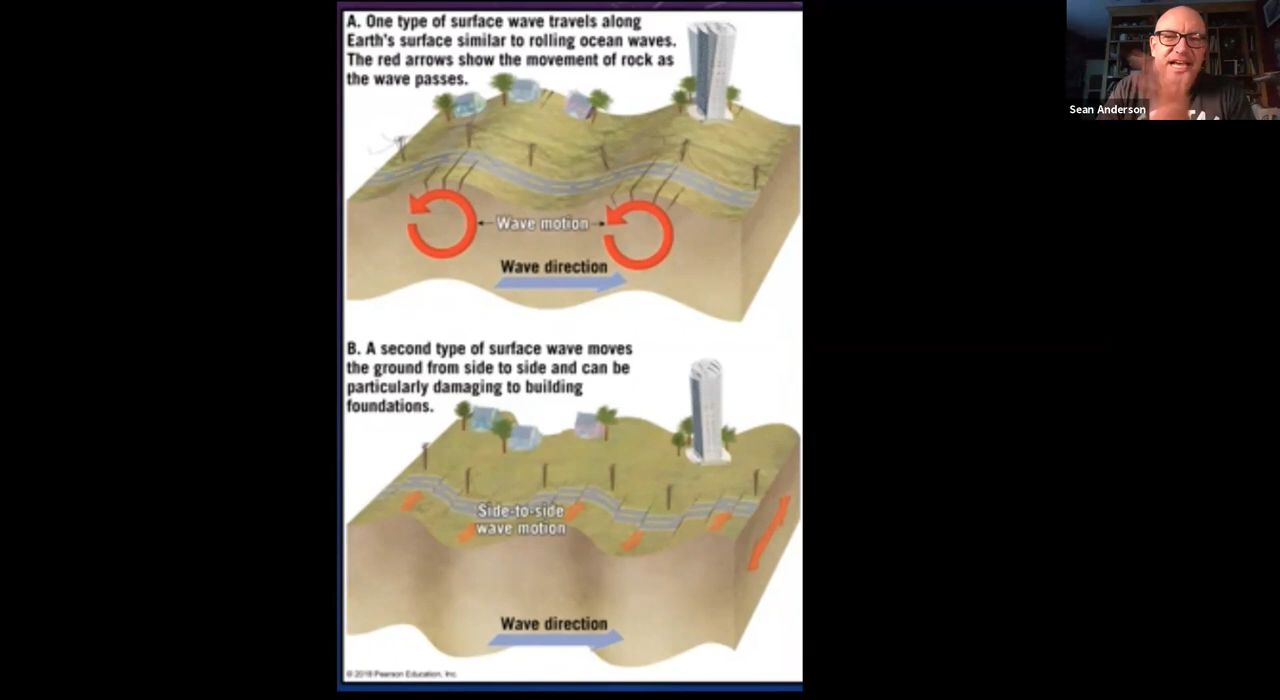 A. One type of surface wave travels along
Earth's surface similar to rolling ocean waves.
The red arrows show the movement of rock as
the wave passes.
Wave motion
Wave direction
B. A second type of surface wave moves
the ground from side to side and can be
particularly damaging to building
foundations.
Side-to-side
wave motion
Wave direction
© 2018 Pearson Education, Inc.
Sean Anderson